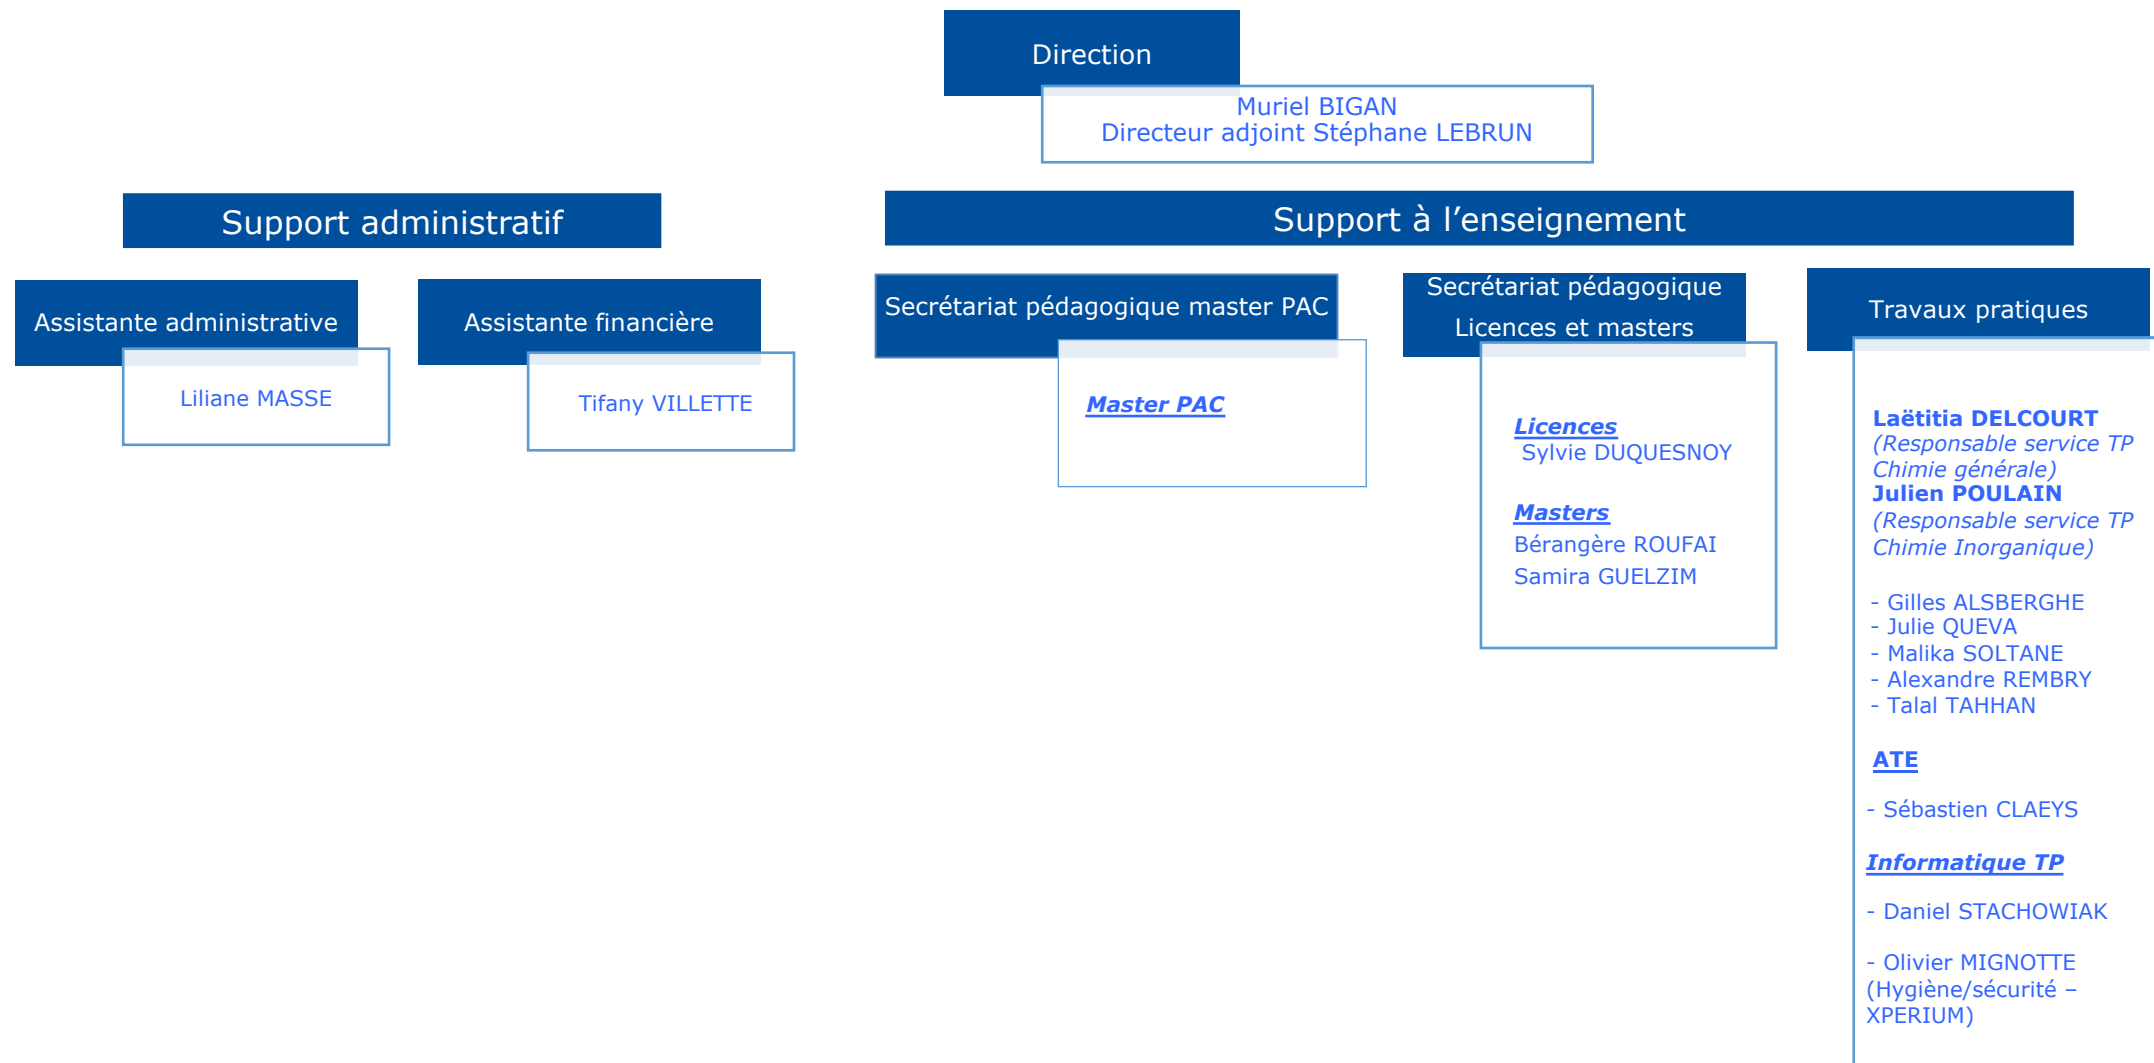 Direction
Muriel BIGAN
Directeur adjoint Stéphane LEBRUN
Support administratif
Support à l’enseignement
Assistante administrative
Liliane MASSE
Assistante financière
Tifany VILLETTE
Secrétariat pédagogique master PAC
Master PAC
Secrétariat pédagogique
Licences et masters
Licences
Sylvie DUQUESNOY
Masters
Bérangère ROUFAI
Samira GUELZIM
Travaux pratiques
Laëtitia DELCOURT
(Responsable service TP
Chimie générale)
Julien POULAIN
(Responsable service TP
Chimie Inorganique)
- Gilles ALSBERGHE
- Julie QUEVA
- Malika SOLTANE
- Alexandre REMBRY
- Talal TAHHAN
ATE
- Sébastien CLAEYS
Informatique TP
- Daniel STACHOWIAK
- Olivier MIGNOTTE
(Hygiène/sécurité –
XPERIUM)